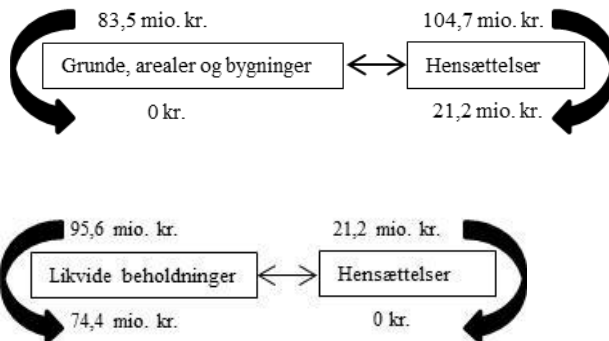 83,5 mio. kr. 104,7 mio. kr.
Grunde, arealer og bygninger Hensættelser
0 kr. 21,2 mio. kr.
95,6 mio. kr. 21,2 mio. kr.
Likvide beholdninger Hensættelser
74,4 mio. kr. 0 kr.